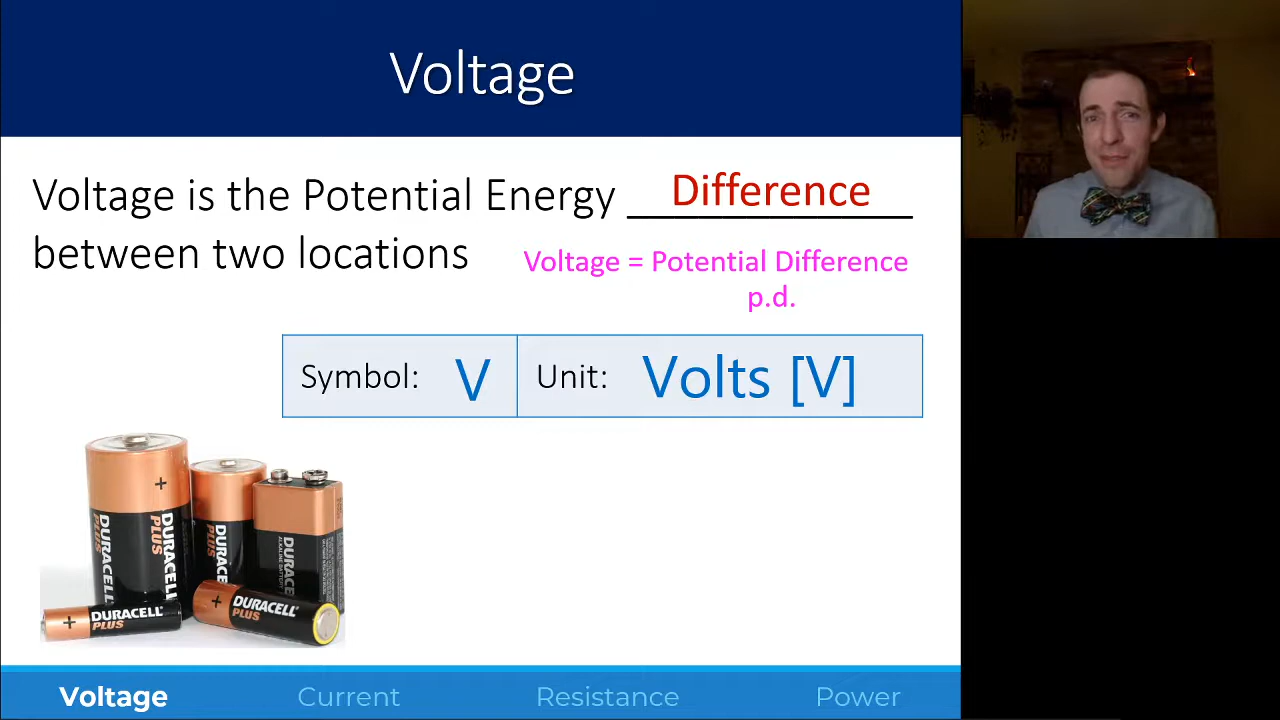 Voltage
Voltage is the Potential Energy Difference
between two locations
Voltage = Potential Difference
p.d.
Symbol: V
Unit: Volts [V]
+
DURACELL
PLUS
DURACELL
PLUS
DURACELL
PLUS
+ DURACELL
PLUS
+ DURACELL
PLUS
Voltage Current Resistance Power